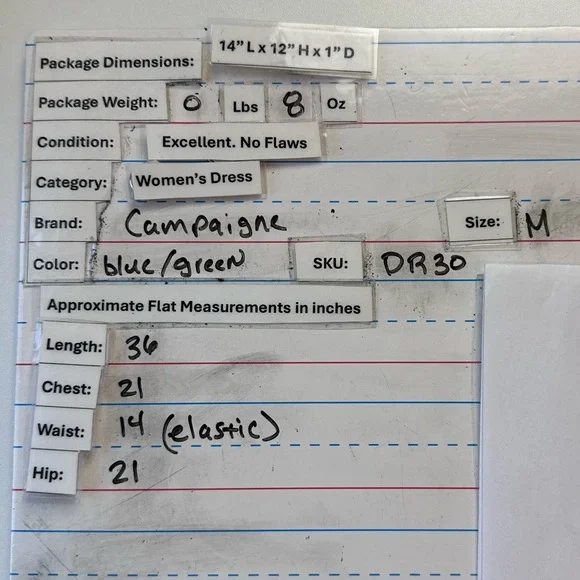 Package Dimensions: 14” L x 12” H x 1” D
Package Weight: 0 Lbs 8 Oz
Condition: Excellent. No Flaws
Category: Women’s Dress
Brand: Campaigne Size: M
Color: blue/green SKU: DR30
Approximate Flat Measurements in inches
Length: 36
Chest: 21
Waist: 14 (elastic)
Hip: 21